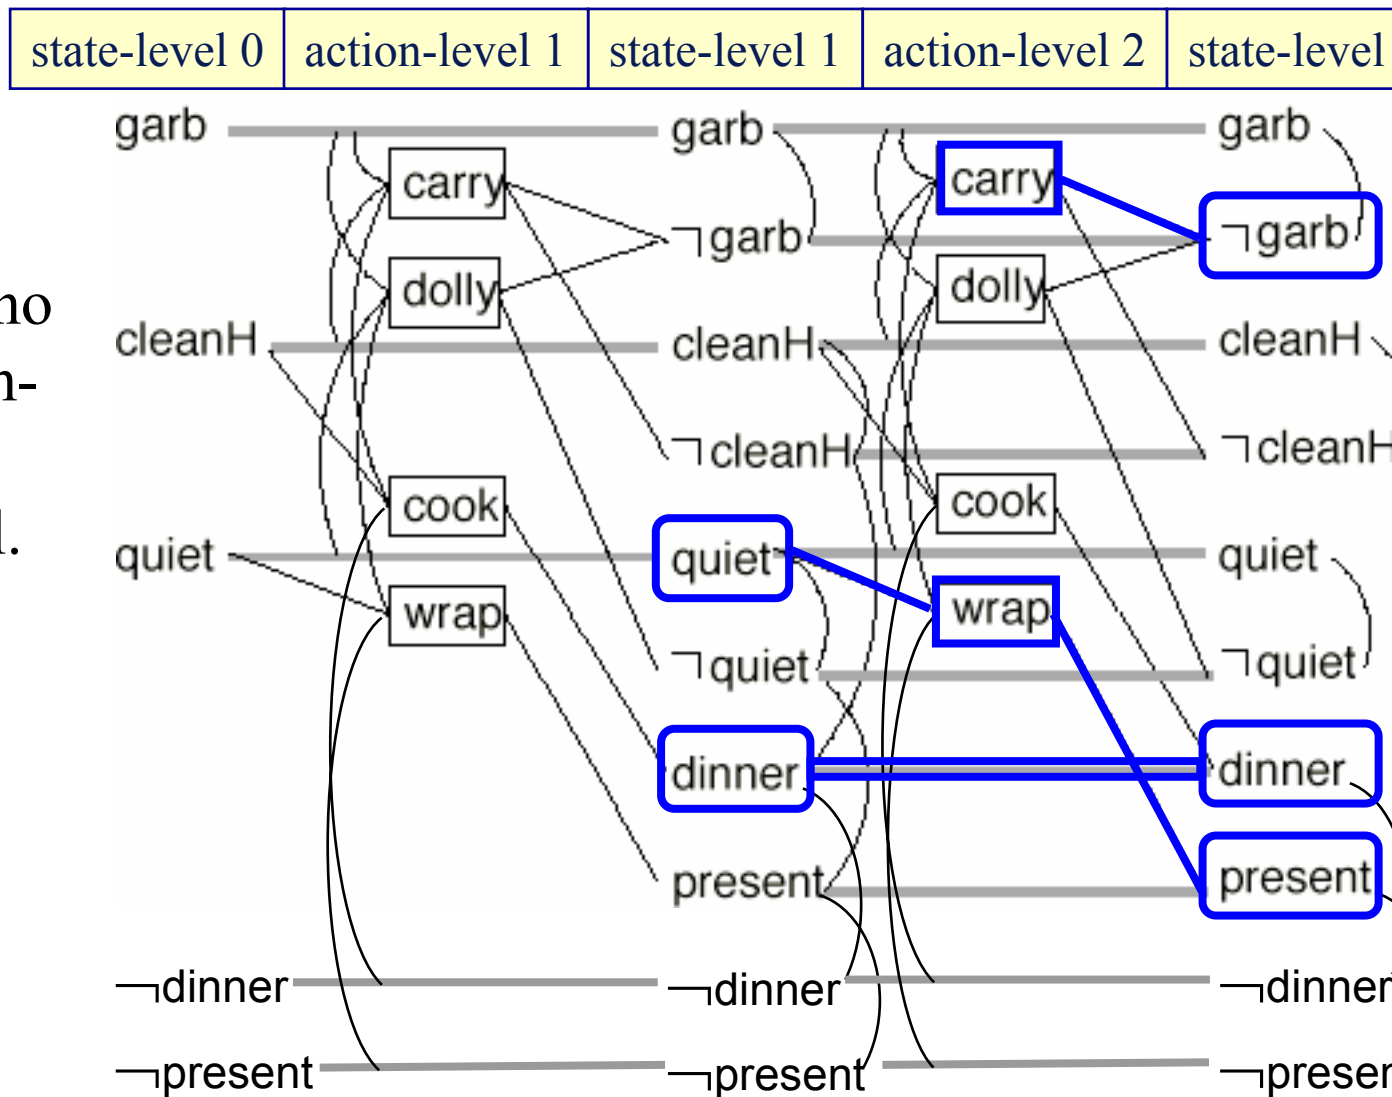 state-level 0 action-level 1 state-level 1 action-level 2 state-level
garb garb garb
carry carry
¬garb ¬garb
dolly dolly
no
cleanH cleanH cleanH
n-
¬cleanH ¬cleanH
cook cook
l.
quiet quiet quiet
wrap wrap
¬quiet ¬quiet
dinner dinner
present present
¬dinner ¬dinner ¬dinner
¬present ¬present ¬presen